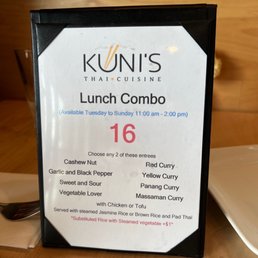 KUNI'S
THAI•CUISINE
Lunch Combo
(Available Tuesday to Sunday 11:00 am - 2:00 pm)
16
Choose any 2 of these entrees
Cashew Nut Red Curry
Garlic and Black Pepper Yellow Curry
Sweet and Sour Panang Curry
Vegetable Lover Massaman Curry
with Chicken or Tofu
Served with steamed Jasmine Rice or Brown Rice and Pad Thai
*Substituted Rice with Steamed vegetable +$1*